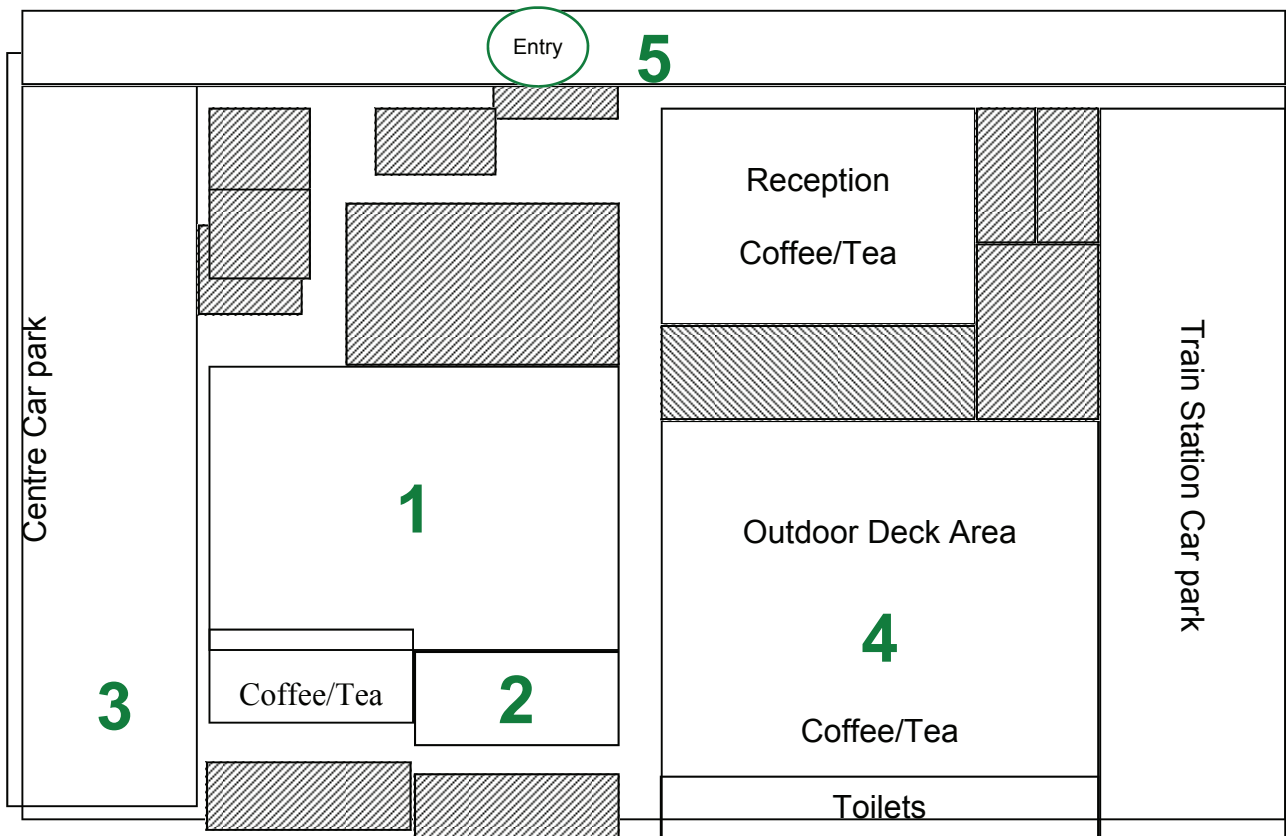 Entry
5
Reception
Coffee/Tea
Centre Car park
Train Station Car park
1
Outdoor Deck Area
4
3
Coffee/Tea
2
Coffee/Tea
Toilets